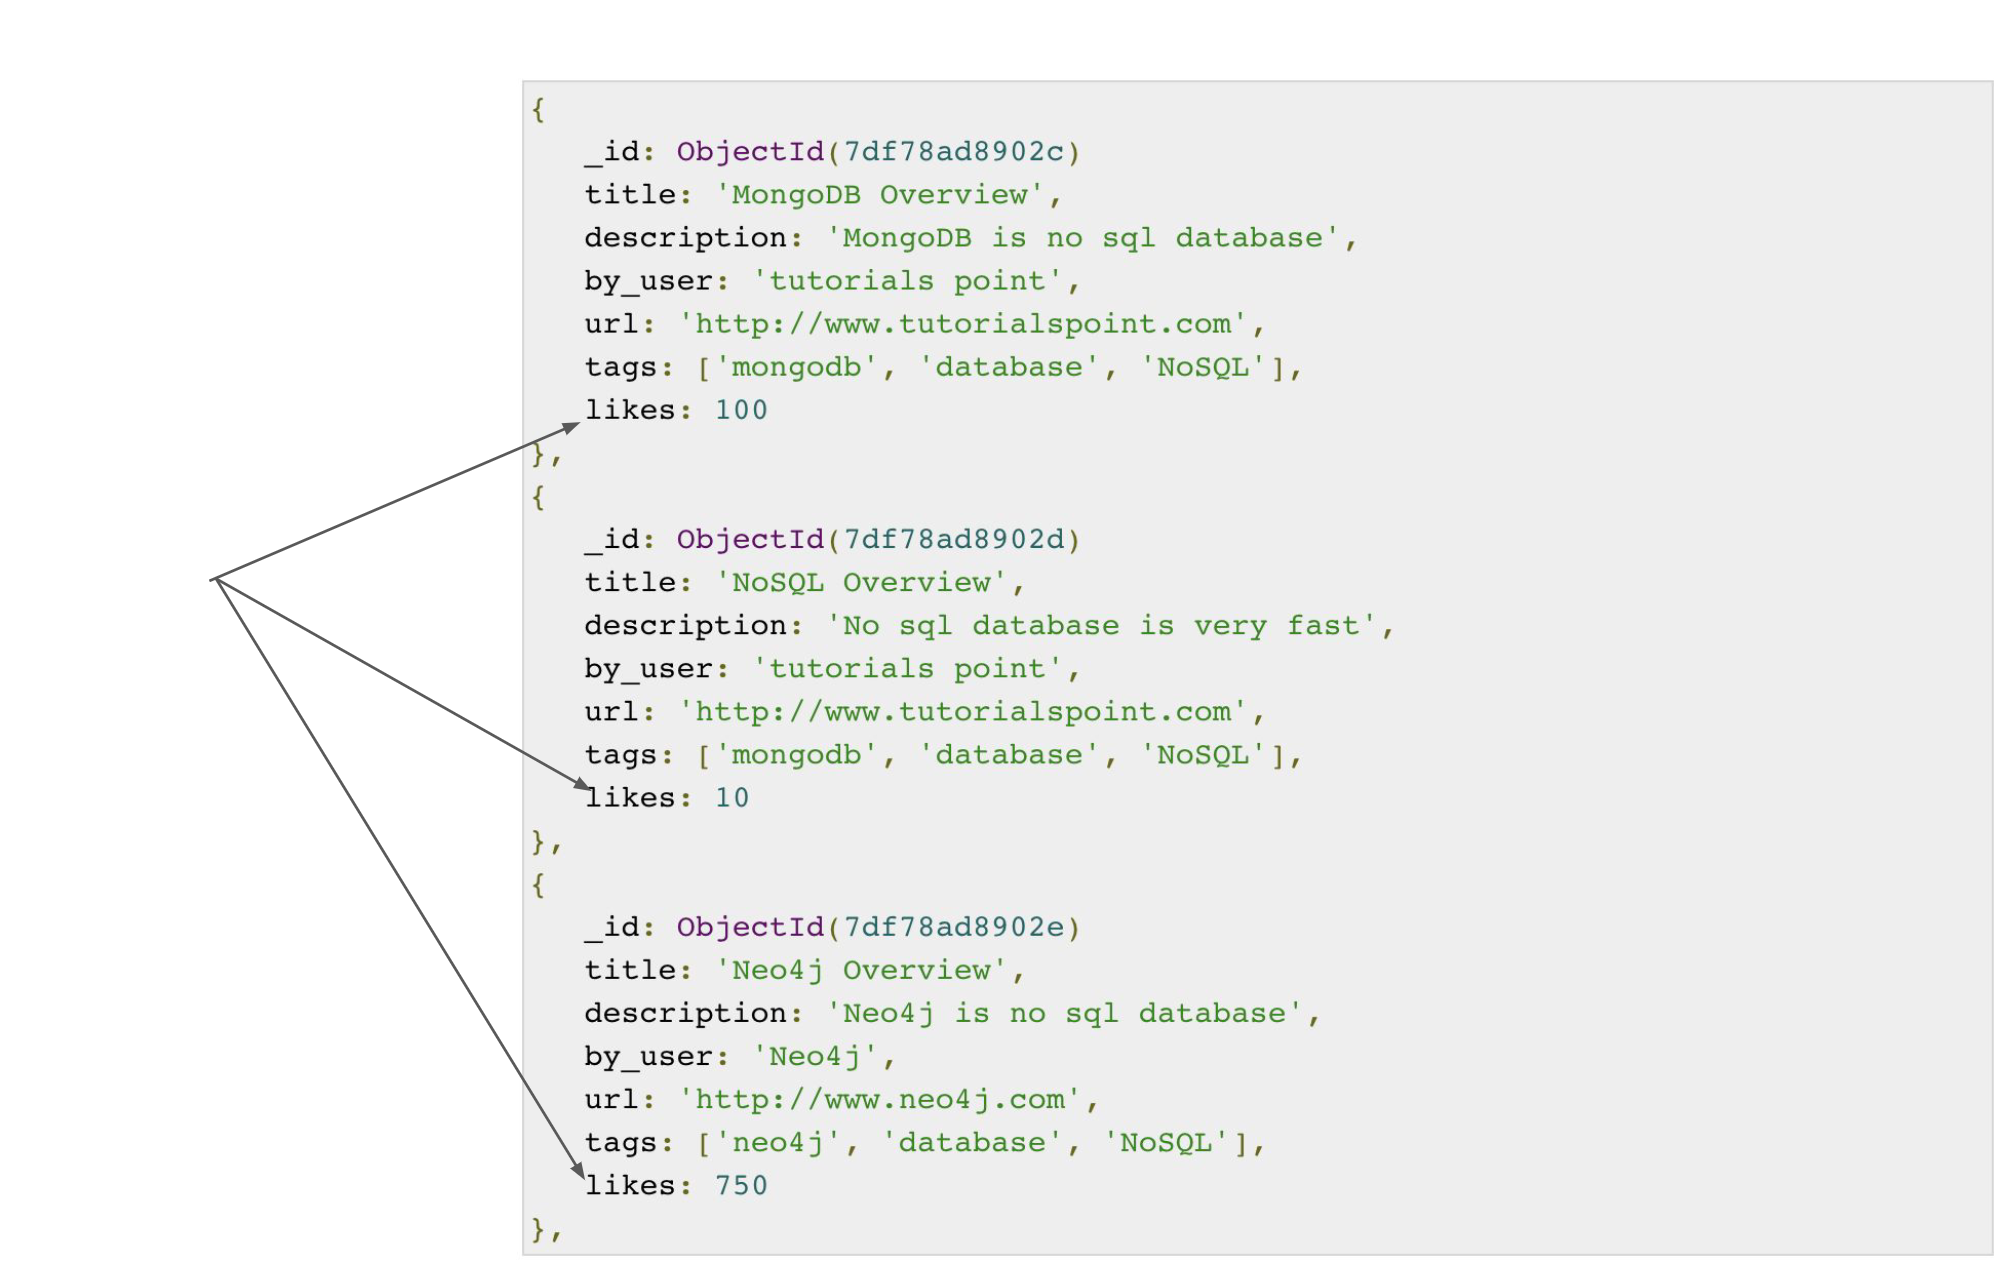 {
_id: ObjectId(7df78ad8902c)
title: 'MongoDB Overview',
description: 'MongoDB is no sql database',
by_user: 'tutorials point',
url: 'http://www.tutorialspoint.com',
tags: ['mongodb', 'database', 'NoSQL'],
likes: 100
},
{
_id: ObjectId(7df78ad8902d)
title: 'NoSQL Overview',
description: 'No sql database is very fast',
by_user: 'tutorials point',
url: 'http://www.tutorialspoint.com',
tags: ['mongodb', 'database', 'NoSQL'],
likes: 10
},
{
_id: ObjectId(7df78ad8902e)
title: 'Neo4j Overview',
description: 'Neo4j is no sql database',
by_user: 'Neo4j',
url: 'http://www.neo4j.com',
tags: ['neo4j', 'database', 'NoSQL'],
likes: 750
},